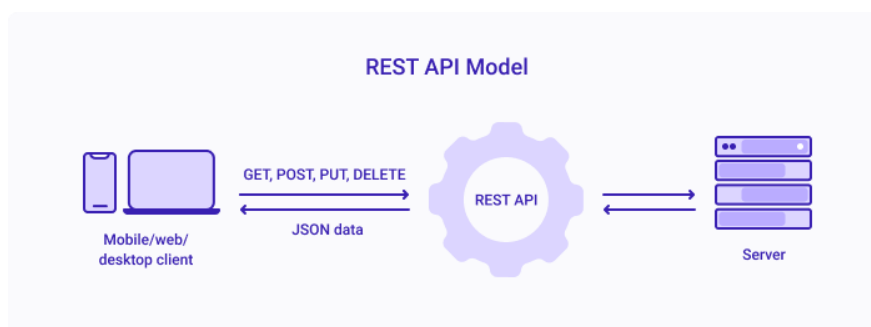 REST API Model
GET, POST, PUT, DELETE
REST API
JSON data
Mobile/web/
desktop client
Server